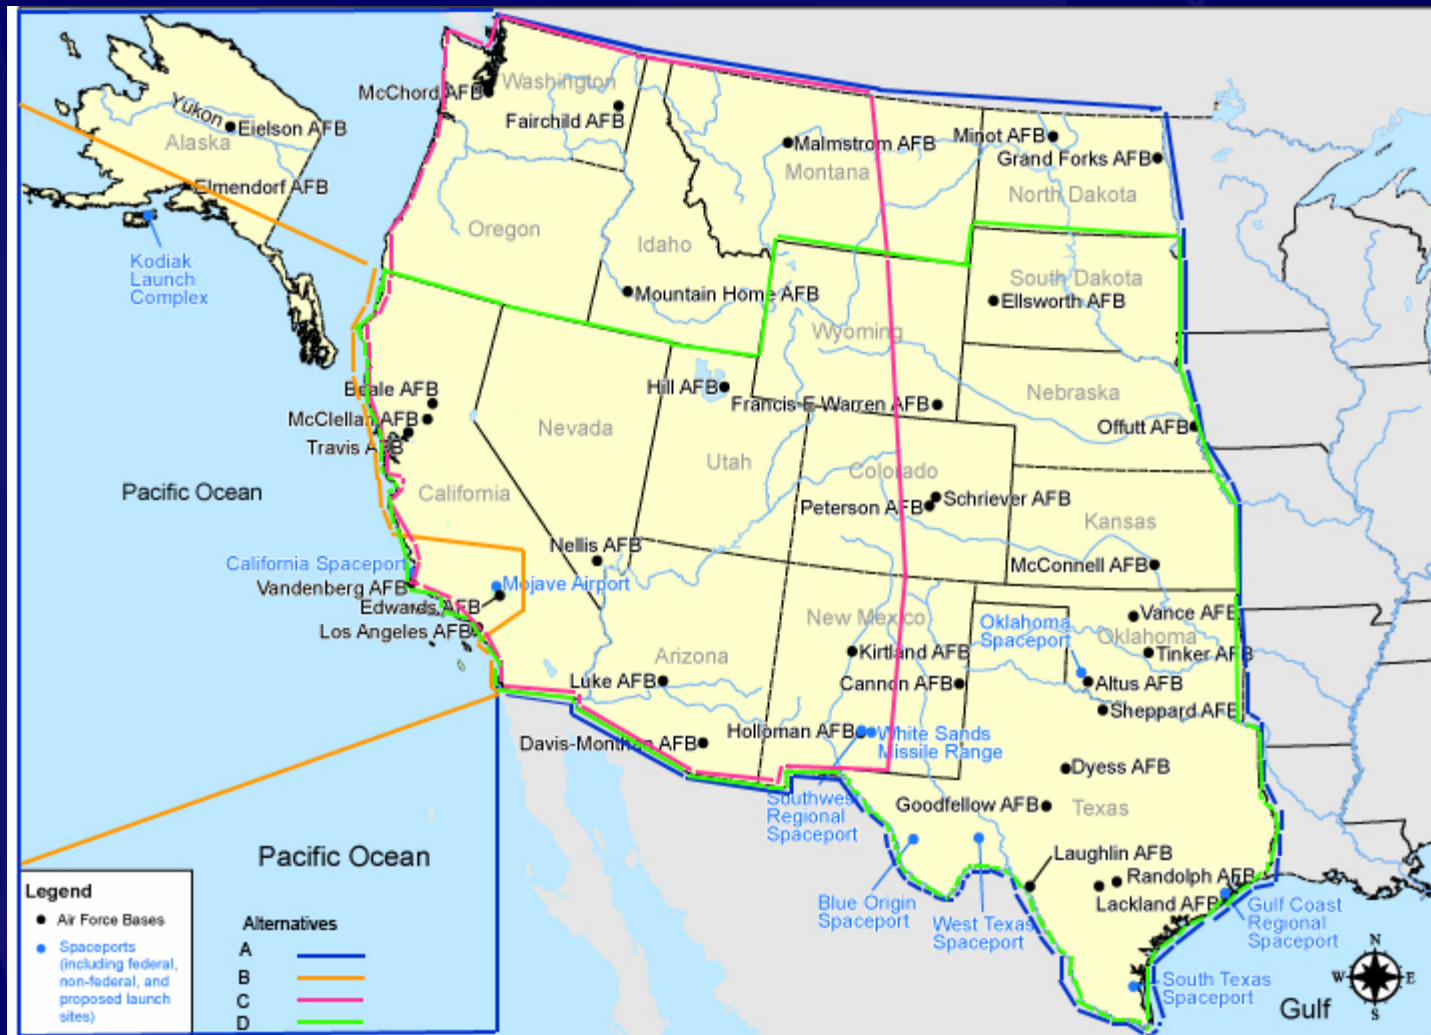 Washington
McChord AFB
Fairchild AFB
Yukon
Eielson AFB
Alaska
Elmendorf AFB
Malmstrom AFB
Montana
Minot AFB
Grand Forks AFB
North Dakota
Oregon
Idaho
Kodiak
Launch
Complex
Mountain Home AFB
South Dakota
Ellsworth AFB
Wyoming
Beale AFB
McClellan AFB
Travis AFB
Hill AFB
Francis E Warren AFB
Nebraska
Offutt AFB
Nevada
Utah
Colorado
Pacific Ocean
California
Peterson AFB
Schriever AFB
Kansas
Nellis AFB
McConnell AFB
California Spaceport
Vandenberg AFB
Mojave Airport
Edwards AFB
Los Angeles AFB
New Mexico
Vance AFB
Oklahoma
Spaceport
Oklahoma
Tinker AFB
Kirtland AFB
Arizona
Luke AFB
Cannon AFB
Altus AFB
Sheppard AFB
Davis-Monthan AFB
Holloman AFB
White Sands
Missile Range
Dyess AFB
Southwest
Regional
Spaceport
Goodfellow AFB
Texas
Pacific Ocean
Laughlin AFB
Randolph AFB
Lackland AFB
Blue Origin
Spaceport
West Texas
Spaceport
Gulf Coast
Regional
Spaceport
South Texas
Spaceport
Gulf
N
W
E
S
Legend
Air Force Bases
Spaceports
(including federal,
non-federal, and
proposed launch
sites)
Alternatives
A
B
C
D